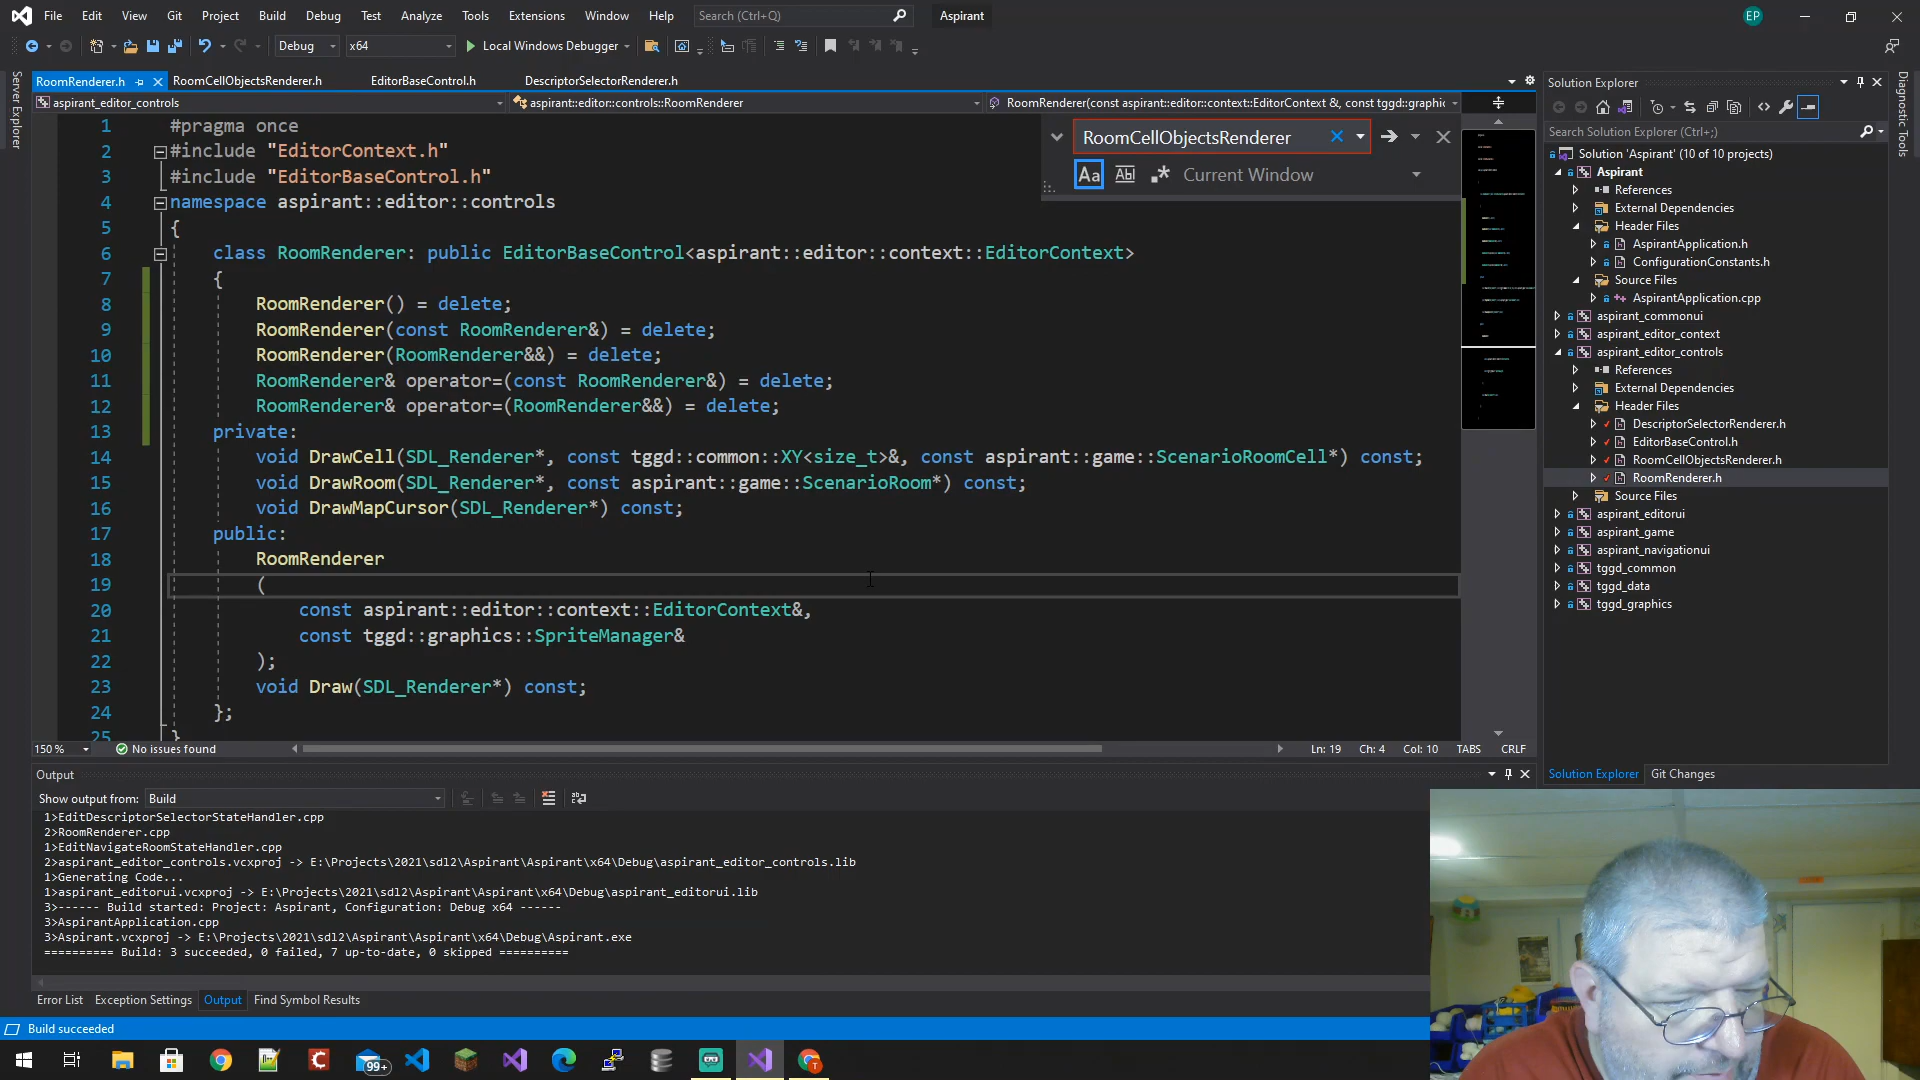 File Edit View Git Project Build Debug Test Analyze Tools Extensions Window Help Search (Ctrl+Q) Aspirant EP
Debug x64 Local Windows Debugger
Server Explorer
RoomRenderer.h RoomCellObjectsRenderer.h EditorBaseControl.h DescriptorSelectorRenderer.h
aspirant_editor_controls aspirant::editor::controls::RoomRenderer RoomRenderer(const aspirant::editor::context::EditorContext &, const tggd::graphic
RoomCellObjectsRenderer
Aa Abl .* Current Window
1 #pragma once
2 #include "EditorContext.h"
3 #include "EditorBaseControl.h"
4 namespace aspirant::editor::controls
5 {
6 class RoomRenderer: public EditorBaseControl<aspirant::editor::context::EditorContext>
7 {
8 RoomRenderer() = delete;
9 RoomRenderer(const RoomRenderer&) = delete;
10 RoomRenderer(RoomRenderer&&) = delete;
11 RoomRenderer& operator=(const RoomRenderer&) = delete;
12 RoomRenderer& operator=(RoomRenderer&&) = delete;
13 private:
14 void DrawCell(SDL_Renderer*, const tggd::common::XY<size_t>&, const aspirant::game::ScenarioRoomCell*) const;
15 void DrawRoom(SDL_Renderer*, const aspirant::game::ScenarioRoom*) const;
16 void DrawMapCursor(SDL_Renderer*) const;
17 public:
18 RoomRenderer
19 (
20 const aspirant::editor::context::EditorContext&,
21 const tggd::graphics::SpriteManager&
22 );
23 void Draw(SDL_Renderer*) const;
24 };
25 }
150 % No issues found Ln: 19 Ch: 4 Col: 10 TABS CRLF
Output
Show output from: Build
1>EditDescriptorSelectorStateHandler.cpp
2>RoomRenderer.cpp
1>EditNavigateRoomStateHandler.cpp
2>aspirant_editor_controls.vcxproj -> E:\Projects\2021\sdl2\Aspirant\Aspirant\x64\Debug\aspirant_editor_controls.lib
1>Generating Code...
1>aspirant_editorui.vcxproj -> E:\Projects\2021\sdl2\Aspirant\Aspirant\x64\Debug\aspirant_editorui.lib
3>------ Build started: Project: Aspirant, Configuration: Debug x64 ------
3>AspirantApplication.cpp
3>Aspirant.vcxproj -> E:\Projects\2021\sdl2\Aspirant\Aspirant\x64\Debug\Aspirant.exe
========== Build: 3 succeeded, 0 failed, 7 up-to-date, 0 skipped ==========
Error List Exception Settings Output Find Symbol Results
Build succeeded
99+
Solution Explorer
Search Solution Explorer (Ctrl+;)
Solution 'Aspirant' (10 of 10 projects)
Aspirant
References
External Dependencies
Header Files
AspirantApplication.h
ConfigurationConstants.h
Source Files
AspirantApplication.cpp
aspirant_commonui
aspirant_editor_context
aspirant_editor_controls
References
External Dependencies
Header Files
DescriptorSelectorRenderer.h
EditorBaseControl.h
RoomCellObjectsRenderer.h
RoomRenderer.h
Source Files
aspirant_editorui
aspirant_game
aspirant_navigationui
tggd_common
tggd_data
tggd_graphics
Solution Explorer Git Changes
Diagnostic Tools